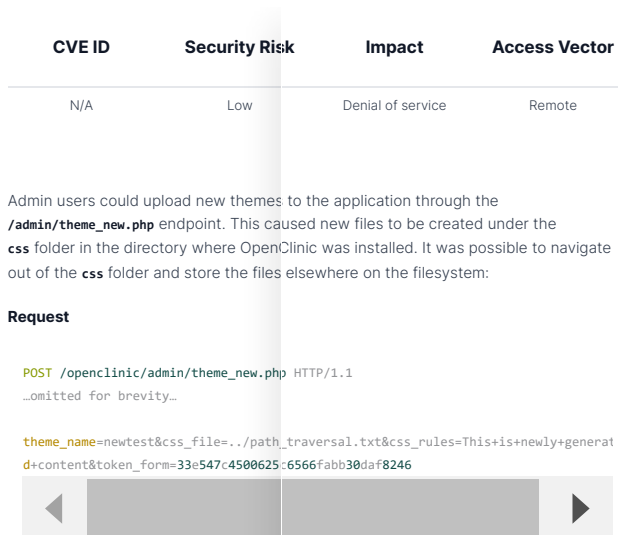 CVE ID Security Risk Impact Access Vector
N/A Low Denial of service Remote
Admin users could upload new themes to the application through the
/admin/theme_new.php endpoint. This caused new files to be created under the
css folder in the directory where OpenClinic was installed. It was possible to navigate
out of the css folder and store the files elsewhere on the filesystem:
Request
POST /openclinic/admin/theme_new.php HTTP/1.1
…omitted for brevity…
theme_name=newtest&css_file=../path_traversal.txt&css_rules=This+is+newly+generat
d+content&token_form=33e547c4500625c6566fabb30daf8246